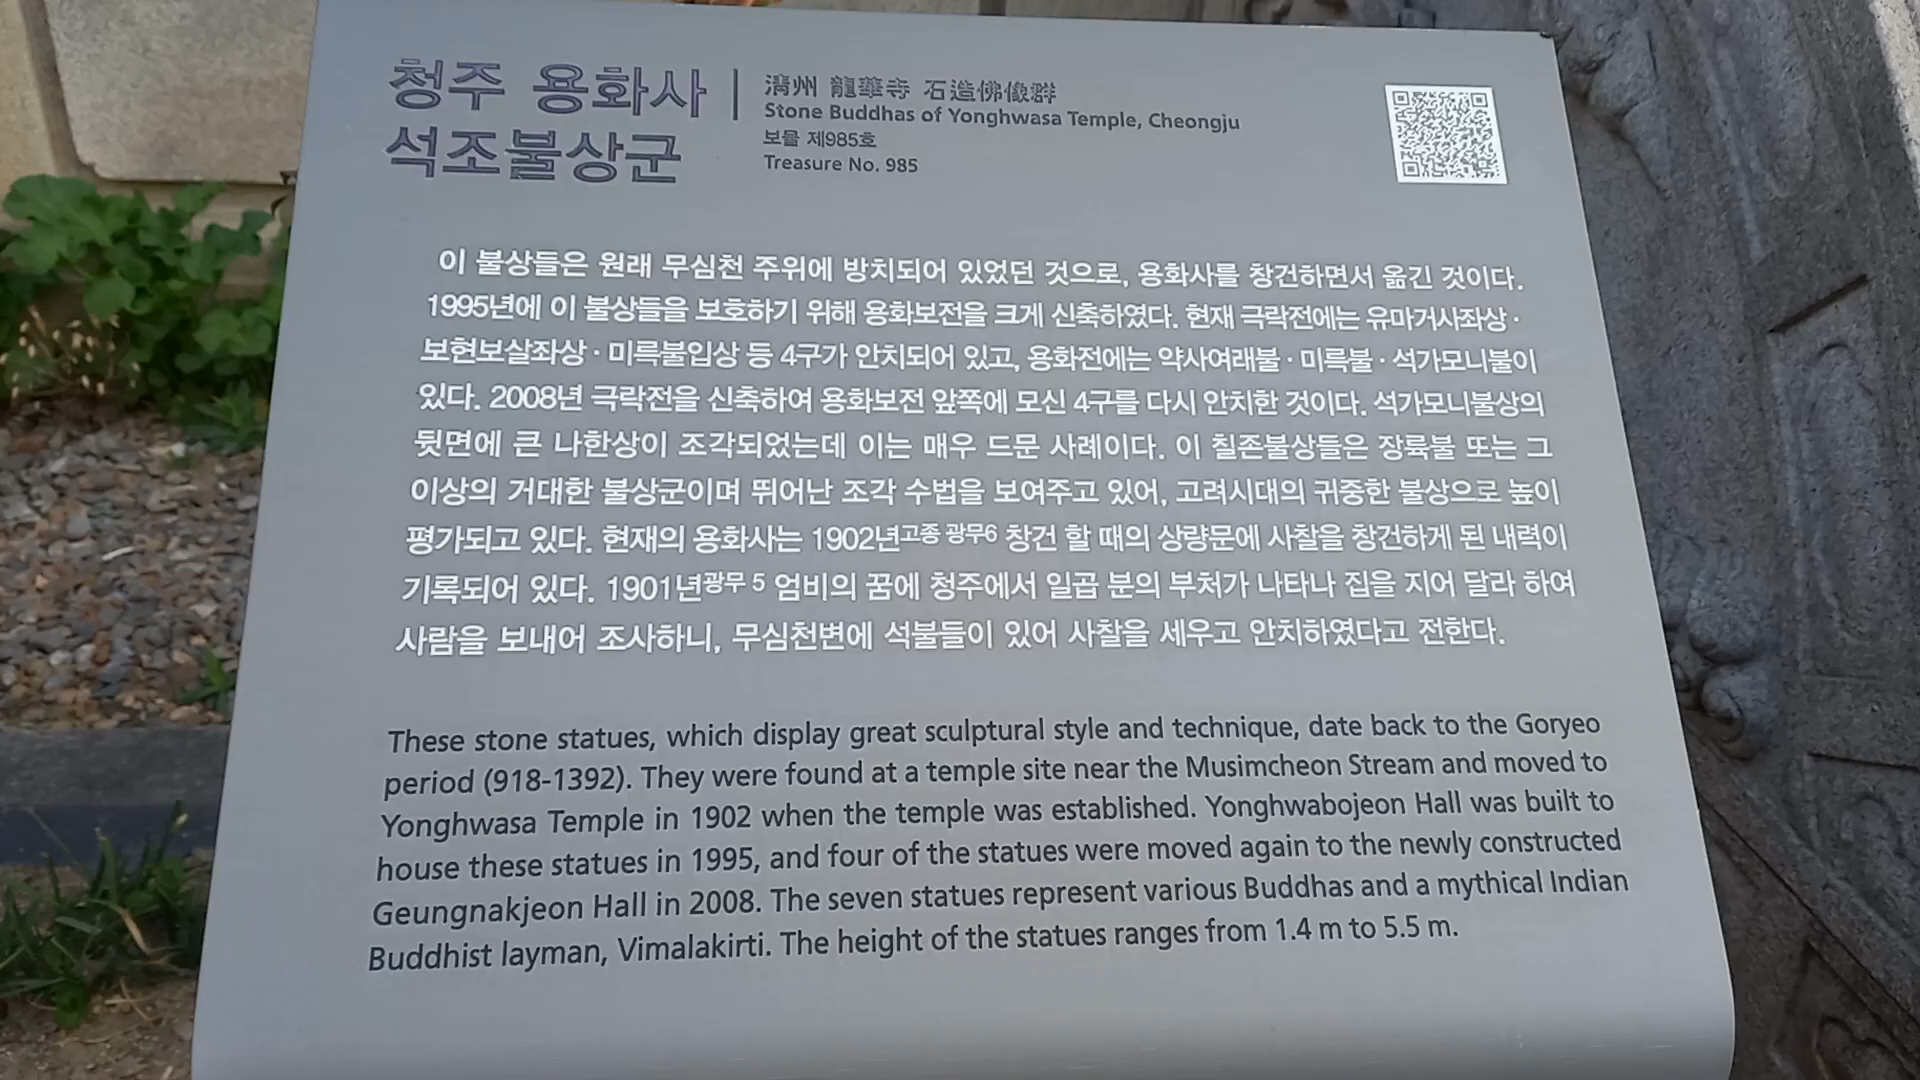 청주 용화사
석조불상군
清州 龍華寺 石造佛像群
Stone Buddhas of Yonghwasa Temple, Cheongju
보물 제985호
Treasure No. 985
이 불상들은 원래 무심천 주위에 방치되어 있었던 것으로, 용화사를 창건하면서 옮긴 것이다.
1995년에 이 불상들을 보호하기 위해 용화보전을 크게 신축하였다. 현재 극락전에는 유마거사좌상·
보현보살좌상·미륵불입상 등 4구가 안치되어 있고, 용화전에는 약사여래불·미륵불·석가모니불이
있다. 2008년 극락전을 신축하여 용화보전 앞쪽에 모신 4구를 다시 안치한 것이다. 석가모니불상의
뒷면에 큰 나한상이 조각되었는데 이는 매우 드문 사례이다. 이 칠존불상들은 장륙불 또는 그
이상의 거대한 불상군이며 뛰어난 조각 수법을 보여주고 있어, 고려시대의 귀중한 불상으로 높이
평가되고 있다. 현재의 용화사는 1902년고종 광무6 창건 할 때의 상량문에 사찰을 창건하게 된 내력이
기록되어 있다. 1901년광무 5 엄비의 꿈에 청주에서 일곱 분의 부처가 나타나 집을 지어 달라 하여
사람을 보내어 조사하니, 무심천변에 석불들이 있어 사찰을 세우고 안치하였다고 전한다.
These stone statues, which display great sculptural style and technique, date back to the Goryeo
period (918-1392). They were found at a temple site near the Musimcheon Stream and moved to
Yonghwasa Temple in 1902 when the temple was established. Yonghwabojeon Hall was built to
house these statues in 1995, and four of the statues were moved again to the newly constructed
Geungnakjeon Hall in 2008. The seven statues represent various Buddhas and a mythical Indian
Buddhist layman, Vimalakirti. The height of the statues ranges from 1.4 m to 5.5 m.